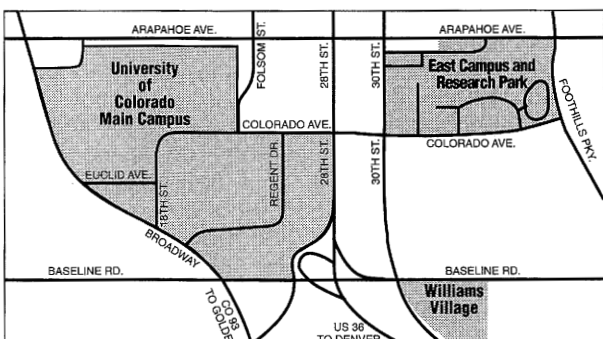 ARAPAHOE AVE.
ARAPAHOE AVE.
FOLSOM ST.
28TH ST.
30TH ST.
University
of
Colorado
Main Campus
East Campus and
Research Park
FOOTHILLS PKY.
COLORADO AVE.
COLORADO AVE.
EUCLID AVE.
18TH ST.
REGENT DR.
28TH ST.
30TH ST.
BROADWAY
BASELINE RD.
BASELINE RD.
Williams
Village
CO 93
TO GOLDE
US 36
TO DENVER